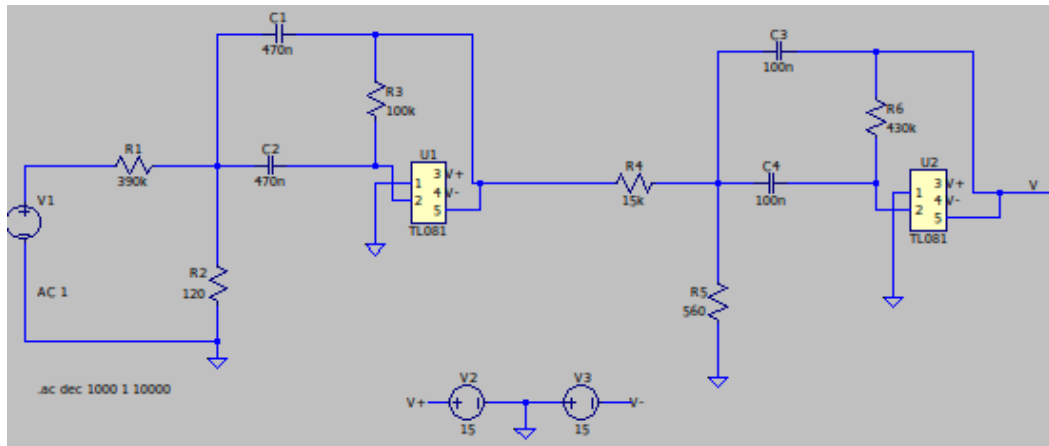 C1
470n
R3
100k
C2
470n
R1
390k
U1
1
2
3
4
5
V+
V-
TL081
V1
AC 1
R2
120
.ac dec 1000 1 10000
C3
100n
R6
430k
C4
100n
R4
15k
U2
1
2
3
4
5
V+
V-
TL081
V
R5
560
V2
V3
V+
V-
15
15